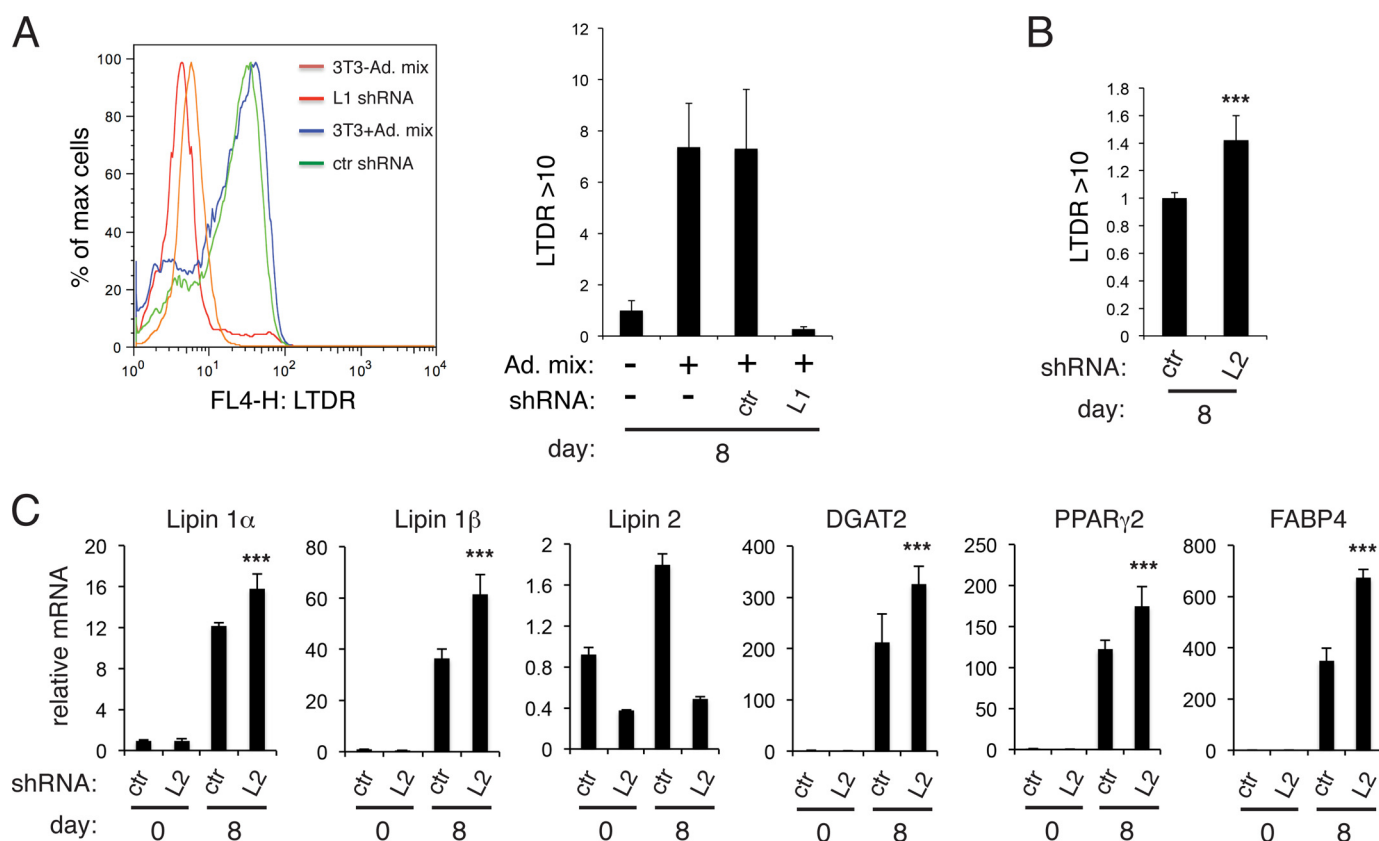 A
3T3-Ad. mix
L1 shRNA
3T3+Ad. mix
ctr shRNA
% of max cells
100
80
60
40
20
0
10^0 10^1 10^2 10^3 10^4
FL4-H: LTDR
LTDR >10
12
10
8
6
4
2
0
Ad. mix: - + + +
shRNA: - - ctr L1
day: 8
B
LTDR >10
1.8
1.6
1.4
1.2
1
0.8
0.6
0.4
0.2
0
***
shRNA: ctr L2
day: 8
C
relative mRNA
Lipin 1α
20
16
12
8
4
0
***
Lipin 1β
80
60
40
20
0
***
Lipin 2
2
1.6
1.2
0.8
0.4
0
DGAT2
400
300
200
100
0
***
PPARγ2
250
200
150
100
50
0
***
FABP4
800
600
400
200
0
***
shRNA: ctr L2 ctr L2 ctr L2 ctr L2 ctr L2 ctr L2 ctr L2 ctr L2 ctr L2 ctr L2 ctr L2 ctr L2
day: 0 8 0 8 0 8 0 8 0 8 0 8